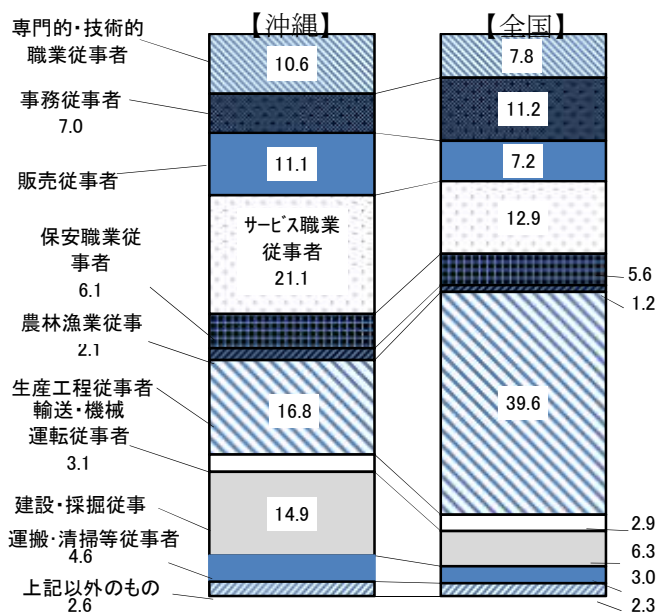 【沖縄】
【全国】
専門的・技術的
職業従事者
10.6
7.8
事務従事者
7.0
11.2
販売従事者
11.1
7.2
サービス職業
従事者
21.1
12.9
保安職業従
事者
6.1
5.6
農林漁業従事
2.1
1.2
生産工程従事者
16.8
39.6
輸送・機械
運転従事者
3.1
2.9
建設・採掘従事
14.9
6.3
運搬・清掃等従事者
4.6
3.0
上記以外のもの
2.6
2.3